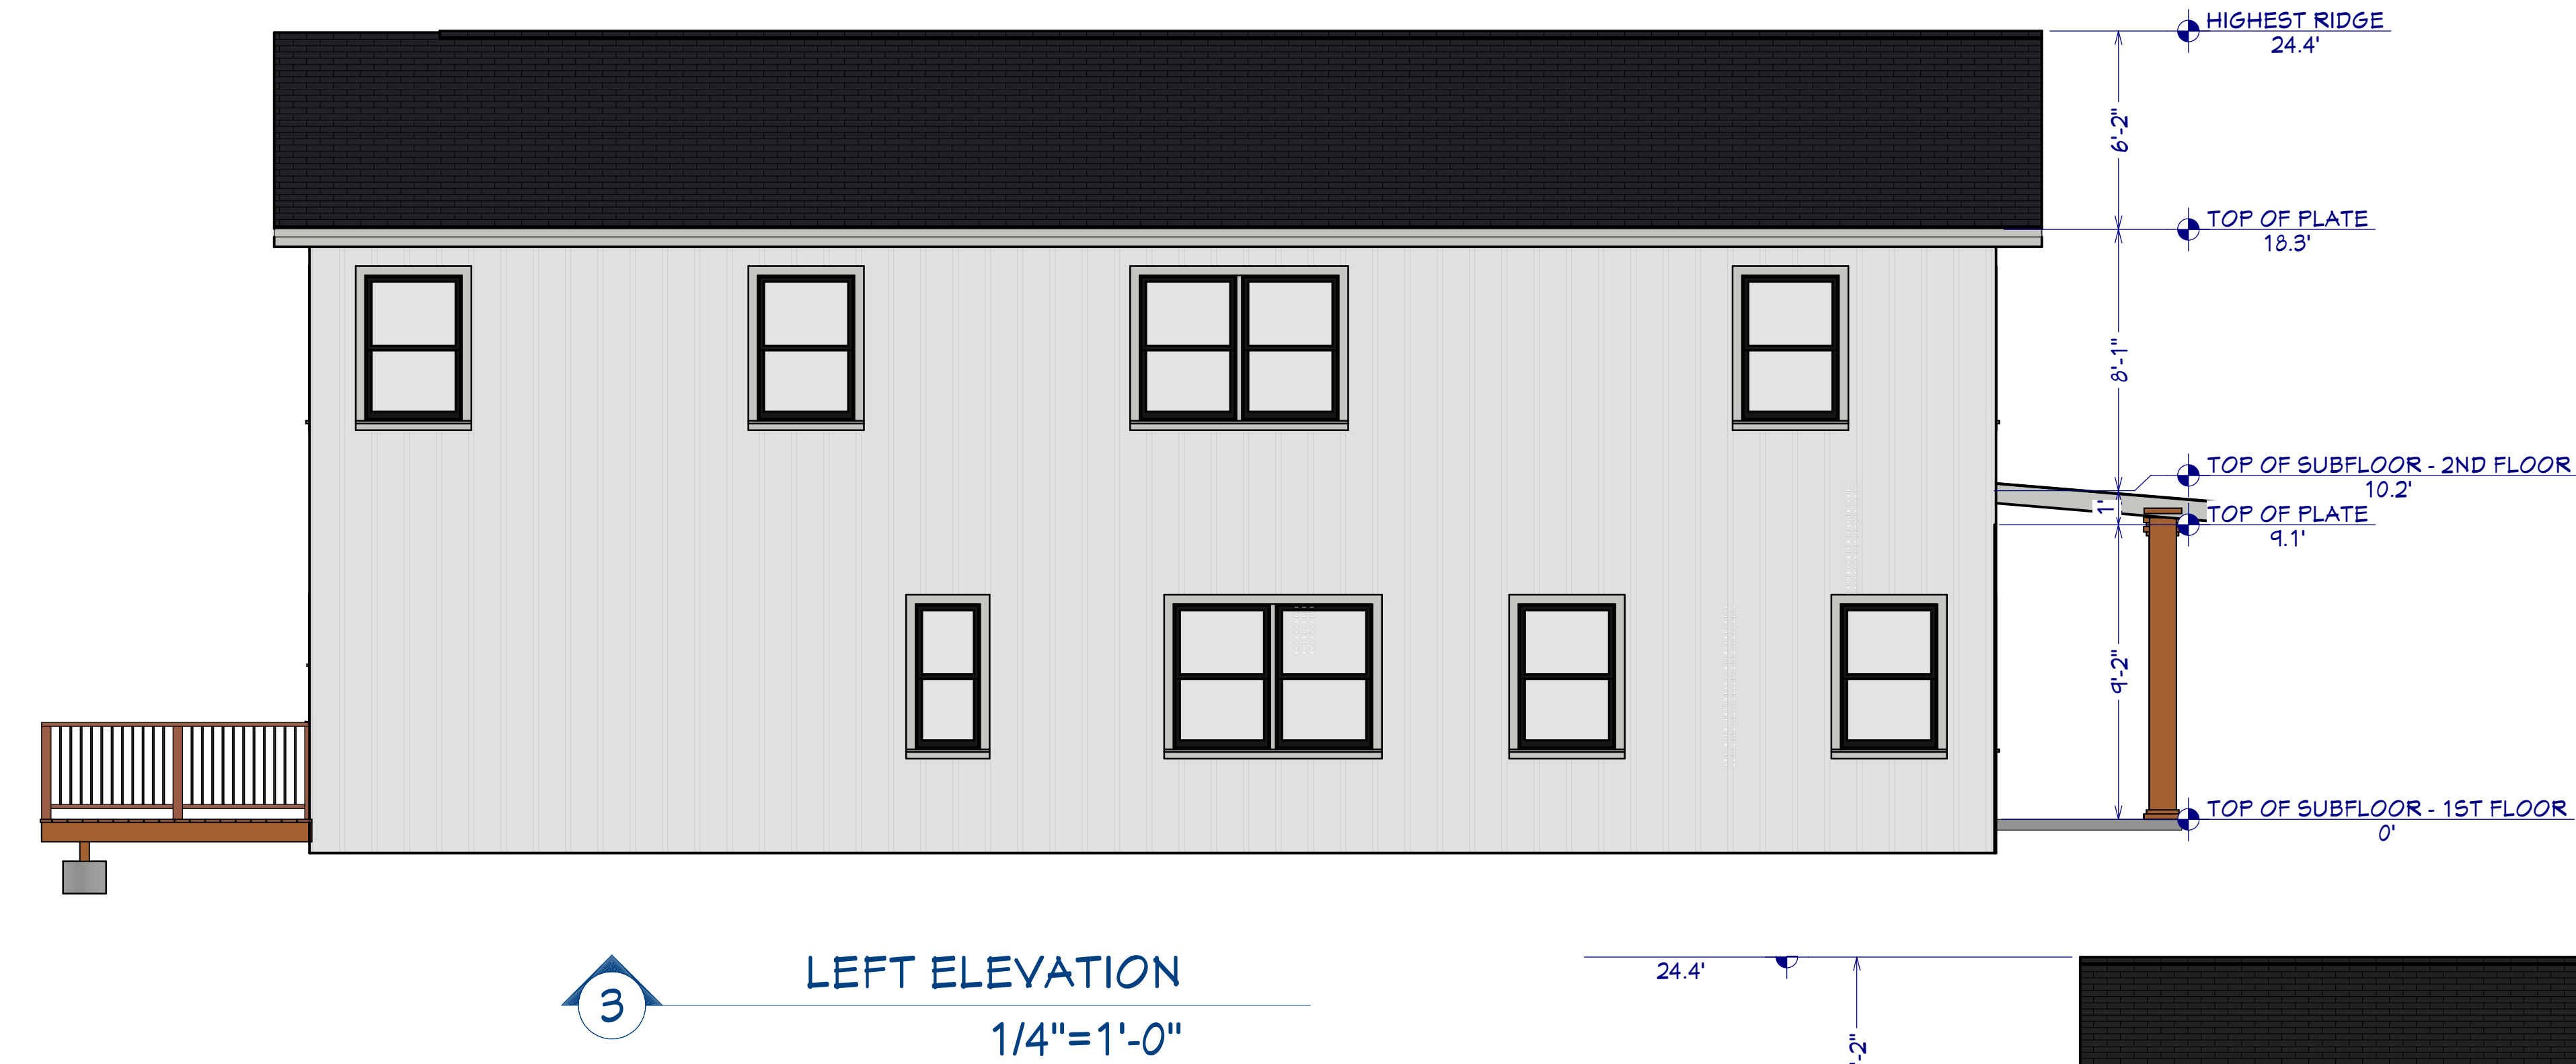 HIGHEST RIDGE
24.4'
6'-2"
TOP OF PLATE
18.3'
8'-1"
TOP OF SUBFLOOR - 2ND FLOOR
10.2'
1'
TOP OF PLATE
9.1'
9'-2"
TOP OF SUBFLOOR - 1ST FLOOR
0'
3
LEFT ELEVATION
1/4"=1'-0"
24.4'
'-2"